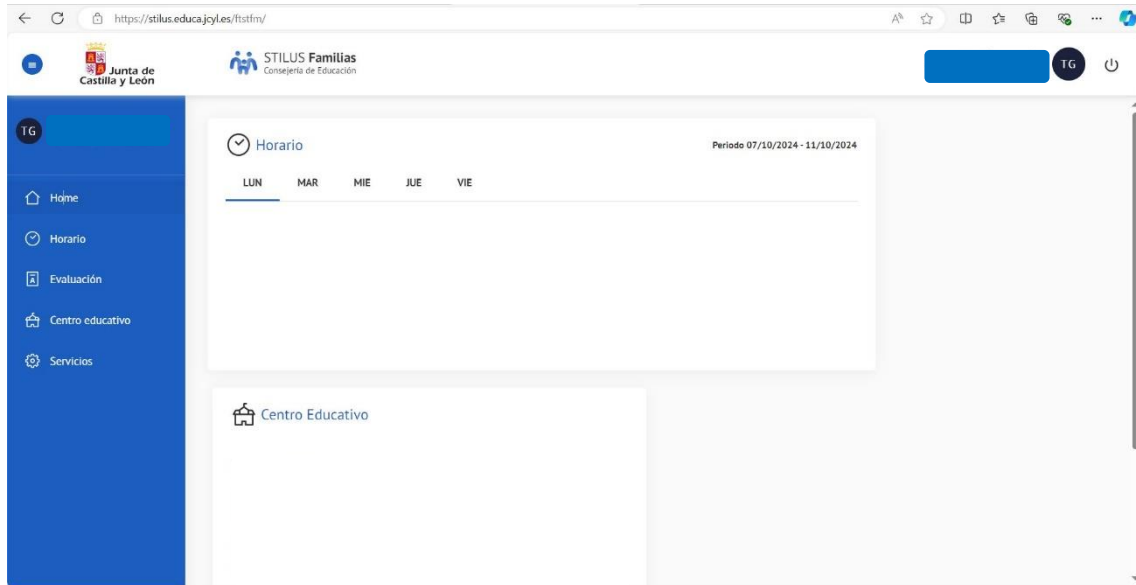 https://stilus.educa.jcyl.es/ftstfm/
Junta de
Castilla y León
STILUS Familias
Consejería de Educación
TG
TG
Home
Horario
Evaluación
Centro educativo
Servicios
Horario
Periodo 07/10/2024 - 11/10/2024
LUN MAR MIE JUE VIE
Centro Educativo